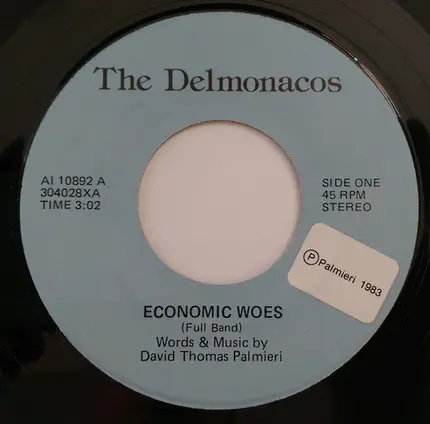 The Delmonacos
AI 10892 A
304028XA
TIME 3:02
SIDE ONE
45 RPM
STEREO
Ⓟ Palmieri 1983
ECONOMIC WOES
(Full Band)
Words & Music by
David Thomas Palmieri